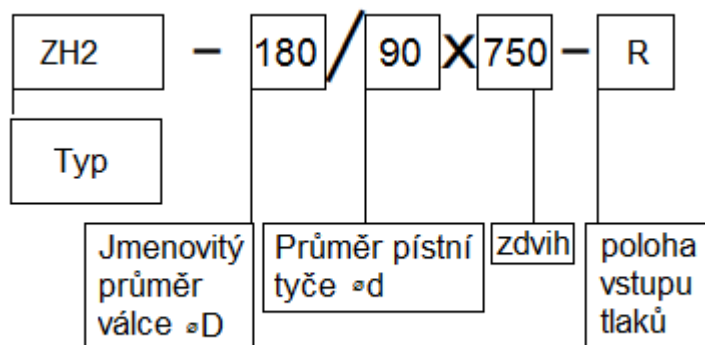 ZH2 – 180/90 X 750 – R
Typ
Jmenovitý
průměr
válce ⌀D
Průměr pístní
tyče ⌀d
zdvih
poloha
vstupu
tlaků